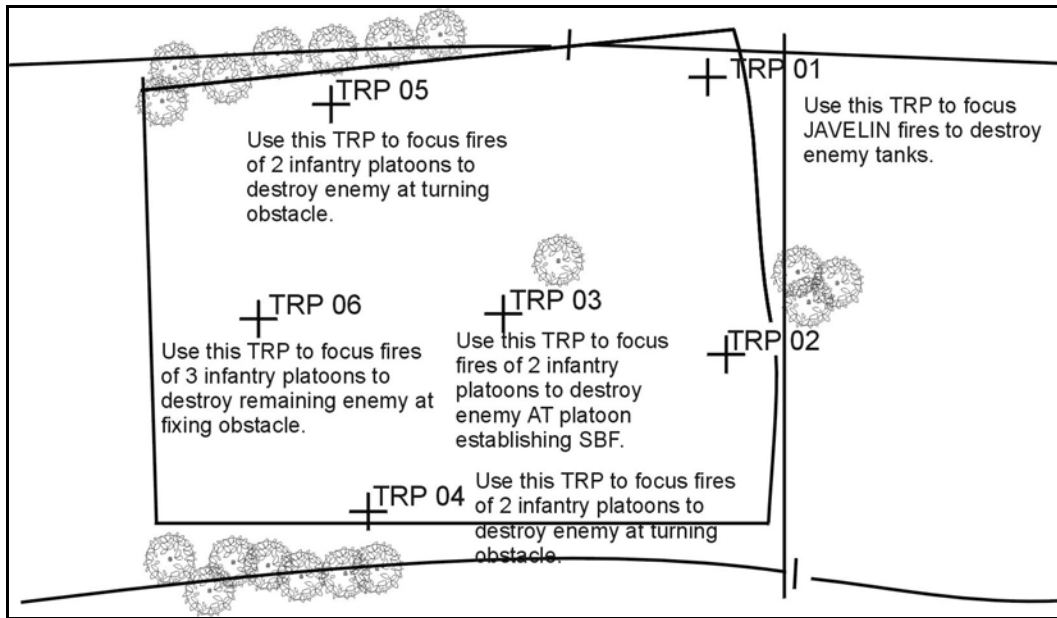 TRP 01
Use this TRP to focus
JAVELIN fires to destroy
enemy tanks.
TRP 05
Use this TRP to focus fires
of 2 infantry platoons to
destroy enemy at turning
obstacle.
TRP 03
Use this TRP to focus
fires of 2 infantry
platoons to destroy
enemy AT platoon
establishing SBF.
TRP 06
Use this TRP to focus fires
of 3 infantry platoons to
destroy remaining enemy at
fixing obstacle.
TRP 02
TRP 04
Use this TRP to focus fires
of 2 infantry platoons to
destroy enemy at turning
obstacle.